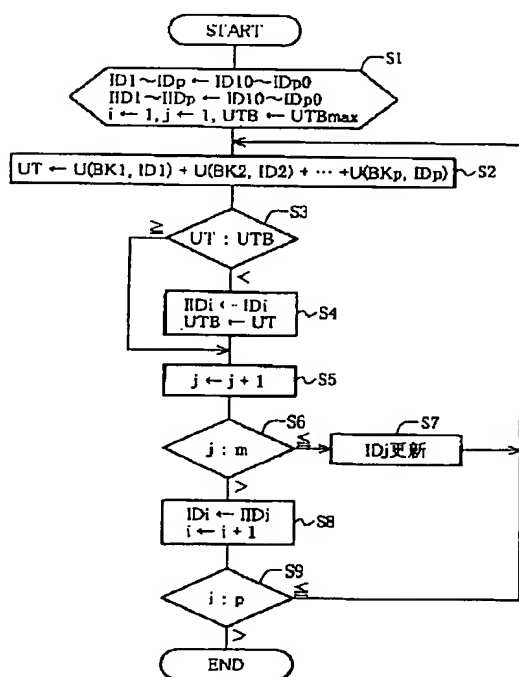 START
S1
ID1~IDp ← ID10~IDp0
IID1~IIDp ← ID10~IDp0
i ← 1, j ← 1, UTB ← UTBmax
UT ← U(BK1, ID1) + U(BK2, ID2) + ⋯ +U(BKp, IDp)
S2
S3
≧
UT : UTB
<
IIDi ← IDi
UTB ← UT
S4
j ← j + 1
S5
S6
j : m
≦
S7
IDj更新
>
IDi ← IIDj
i ← i + 1
S8
S9
i : p
≦
>
END